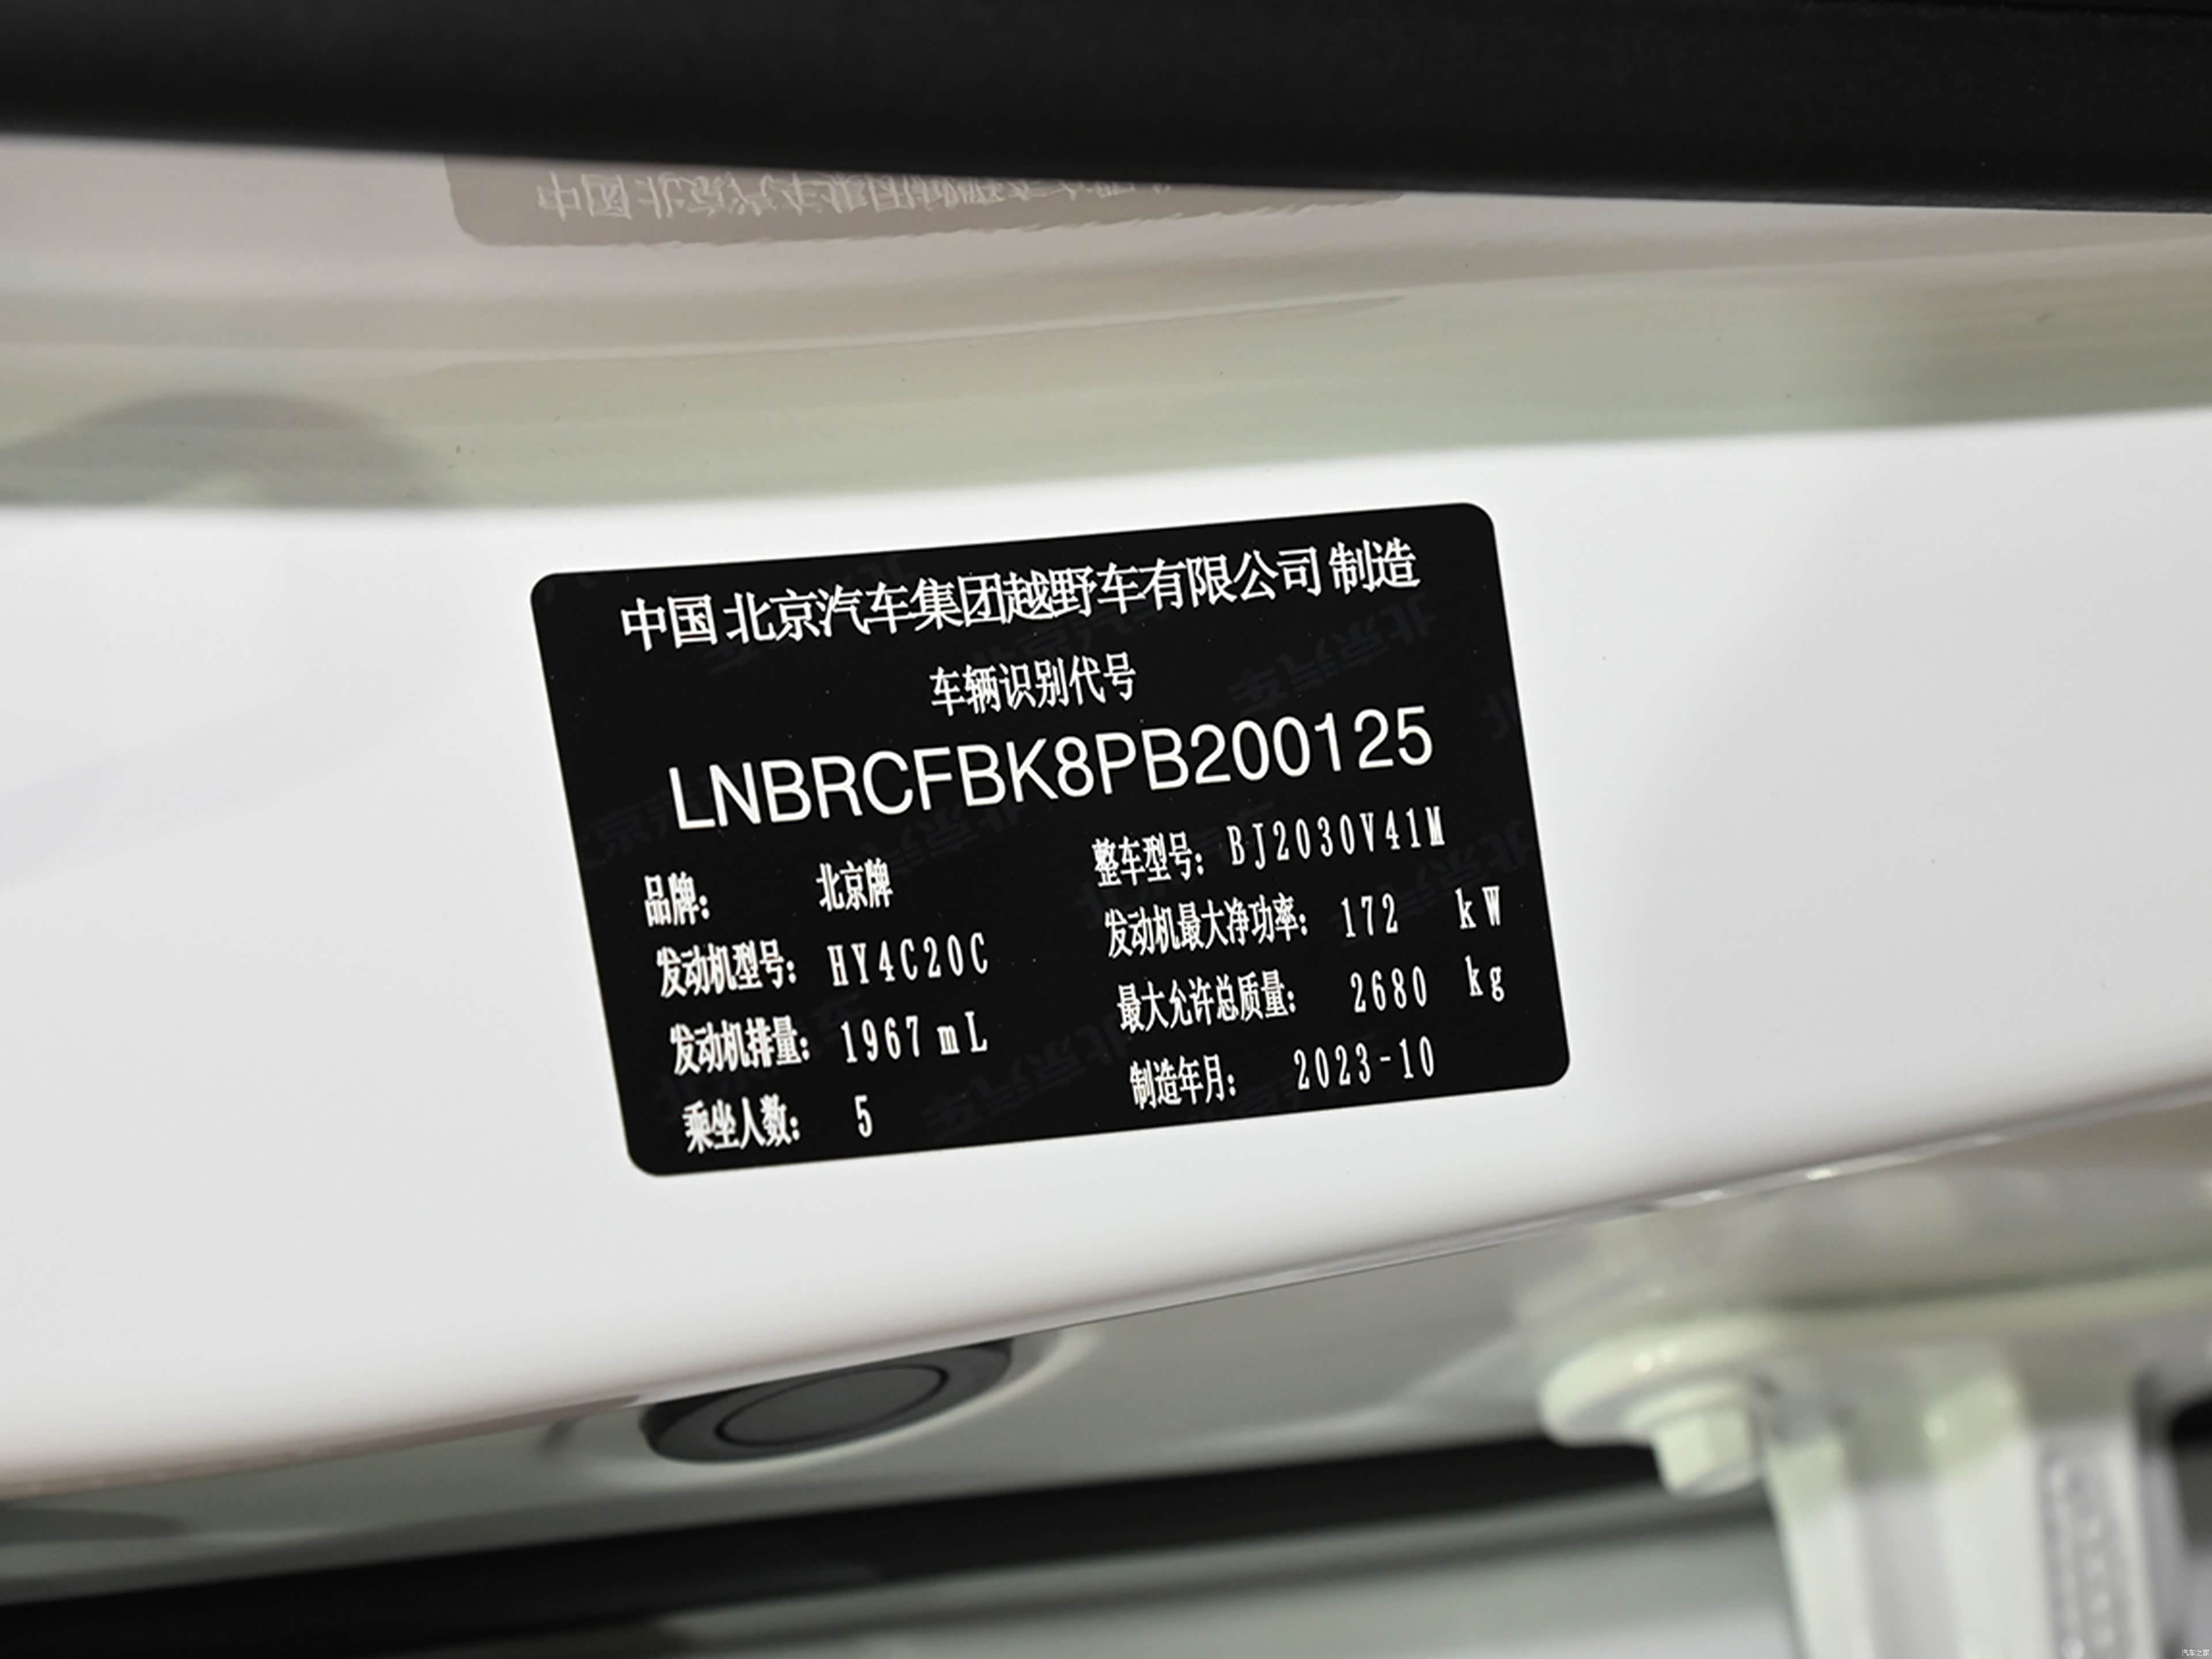 中国 北京汽车集团越野车有限公司 制造
车辆识别代号
LNBRCFBK8PB200125
品牌: 北京牌 整车型号: BJ2030V41M
发动机型号: HY4C20C 发动机最大净功率: 172 kW
发动机排量: 1967 mL 最大允许总质量: 2680 kg
乘坐人数: 5 制造年月: 2023-10
汽车之家